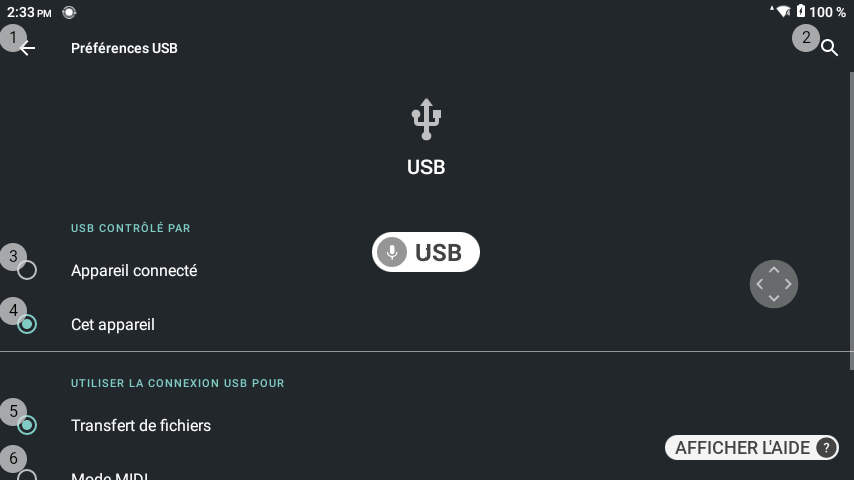 2:33 PM 100 %
1 2
Préférences USB
USB
USB CONTRÔLÉ PAR
USB
3
Appareil connecté
4
Cet appareil
UTILISER LA CONNEXION USB POUR
5
Transfert de fichiers
AFFICHER L'AIDE ?
6
Mode MIDI